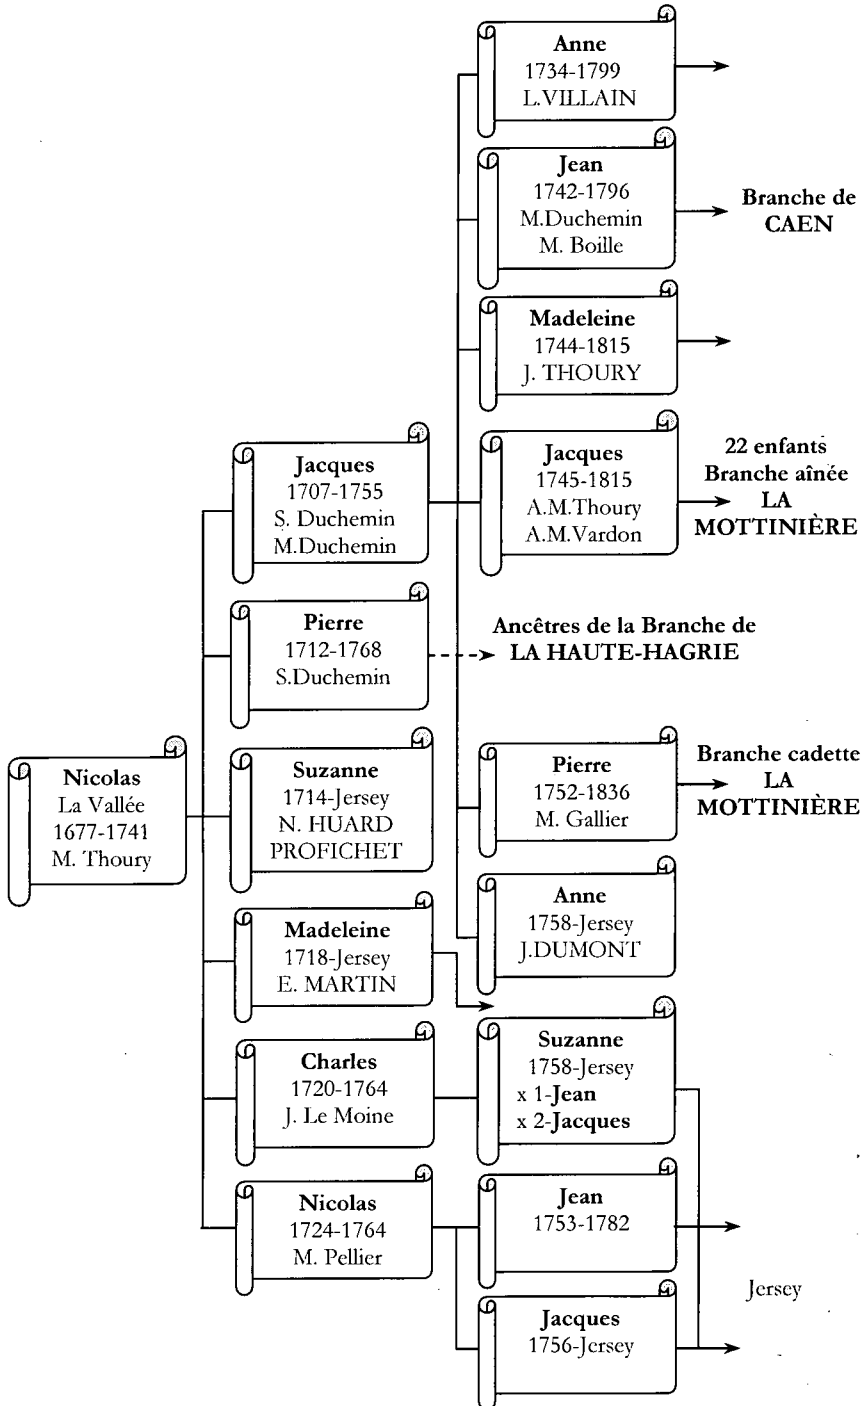 Anne
1734-1799
L.VILLAIN
Jean
1742-1796
M.Duchemin
M. Boille
Branche de
CAEN
Madeleine
1744-1815
J. THOURY
Jacques
1707-1755
S. Duchemin
M.Duchemin
Jacques
1745-1815
A.M.Thoury
A.M.Vardon
22 enfants
Branche aînée
LA
MOTTINIÈRE
Pierre
1712-1768
S.Duchemin
Ancêtres de la Branche de
LA HAUTE-HAGRIE
Nicolas
La Vallée
1677-1741
M. Thoury
Suzanne
1714-Jersey
N. HUARD
PROFICHET
Pierre
1752-1836
M. Gallier
Branche cadette
LA
MOTTINIÈRE
Madeleine
1718-Jersey
E. MARTIN
Anne
1758-Jersey
J.DUMONT
Charles
1720-1764
J. Le Moine
Suzanne
1758-Jersey
x 1-Jean
x 2-Jacques
Nicolas
1724-1764
M. Pellier
Jean
1753-1782
Jacques
1756-Jersey
Jersey